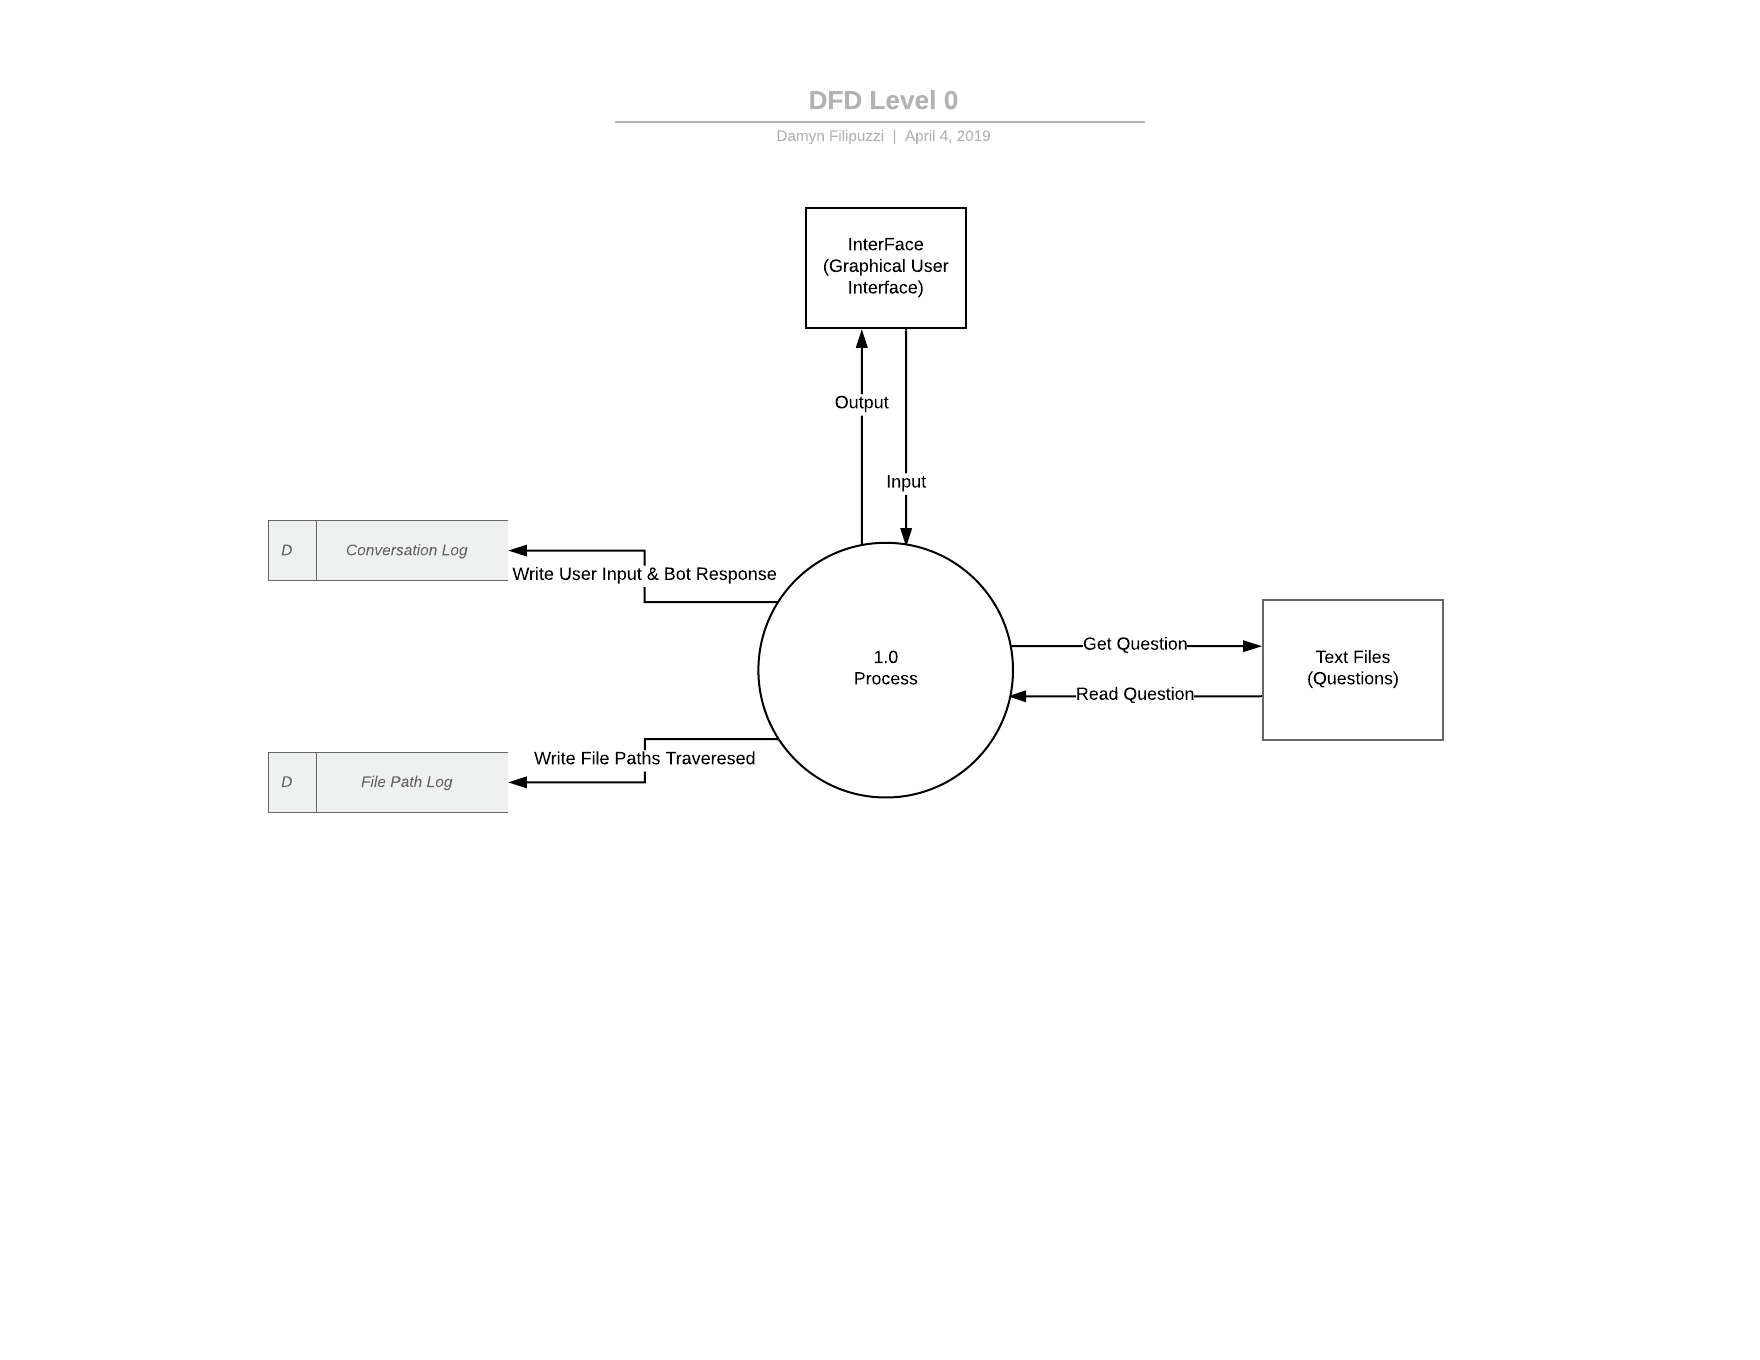 DFD Level 0
Damyn Filipuzzi | April 4, 2019
InterFace
(Graphical User
Interface)
Output
Input
D
Conversation Log
Write User Input & Bot Response
Get Question
1.0
Process
Text Files
(Questions)
Read Question
Write File Paths Traveresed
D
File Path Log